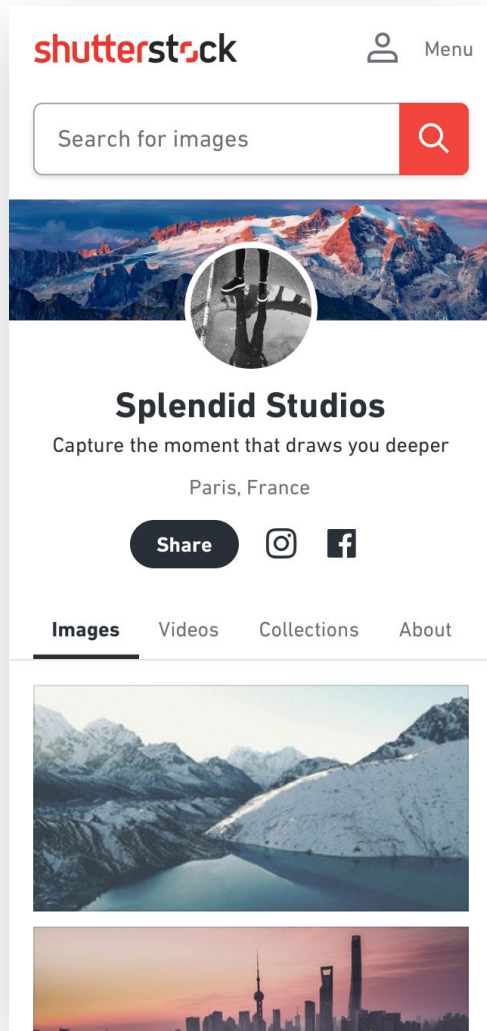 shutterstock
Menu
Search for images
Splendid Studios
Capture the moment that draws you deeper
Paris, France
Share
Images Videos Collections About